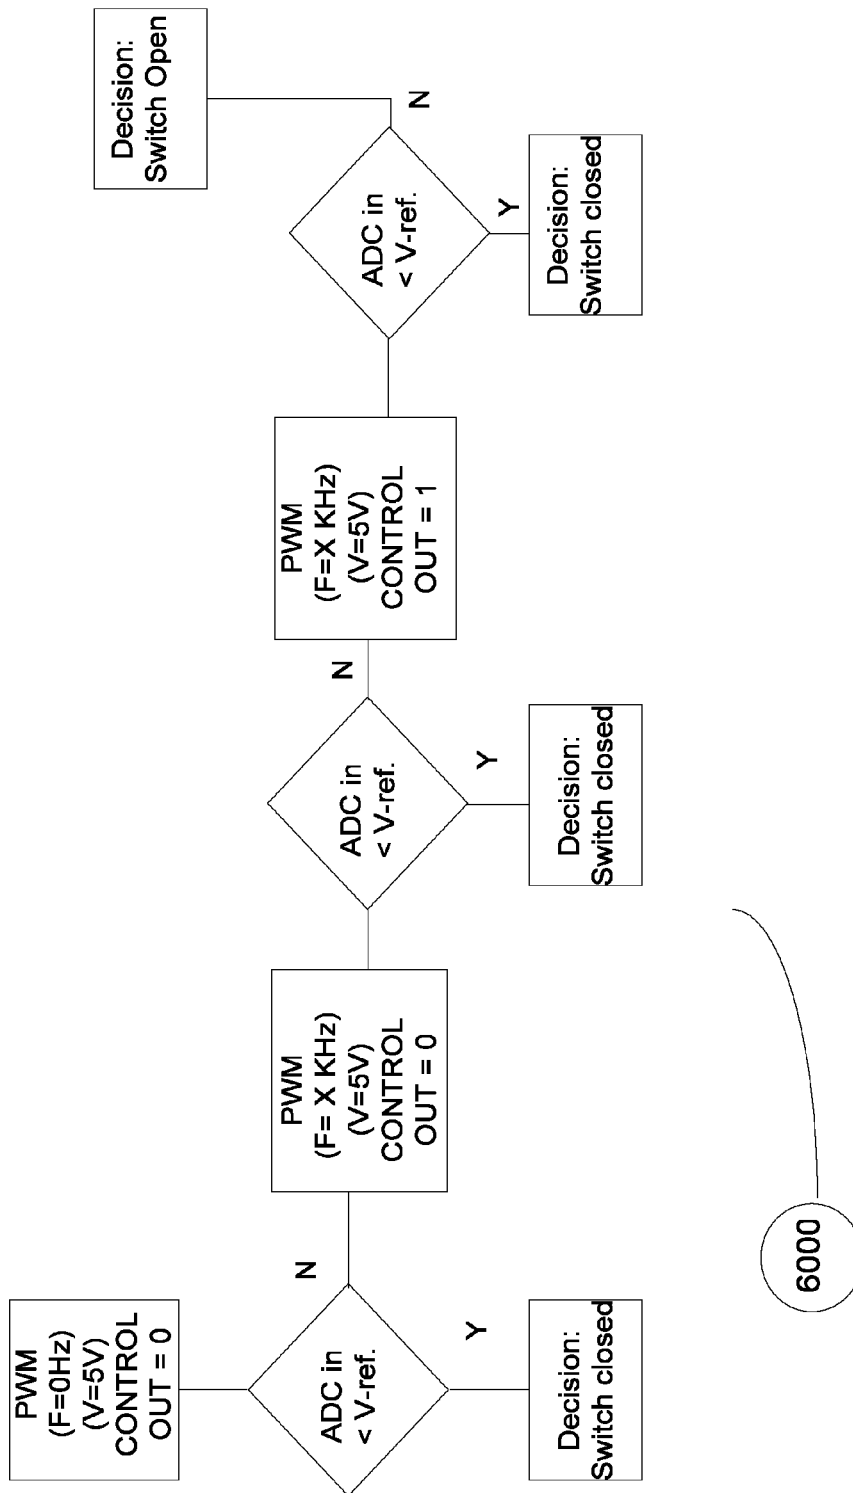 PWM
(F=0Hz)
(V=5V)
CONTROL
OUT = 0
ADC in
< V-ref.
Y
Decision:
Switch closed
N
PWM
(F= X KHz)
(V=5V)
CONTROL
OUT = 0
ADC in
< V-ref.
Y
Decision:
Switch closed
N
PWM
(F=X KHz)
(V=5V)
CONTROL
OUT = 1
ADC in
< V-ref.
Y
Decision:
Switch closed
N
Decision:
Switch Open
6000